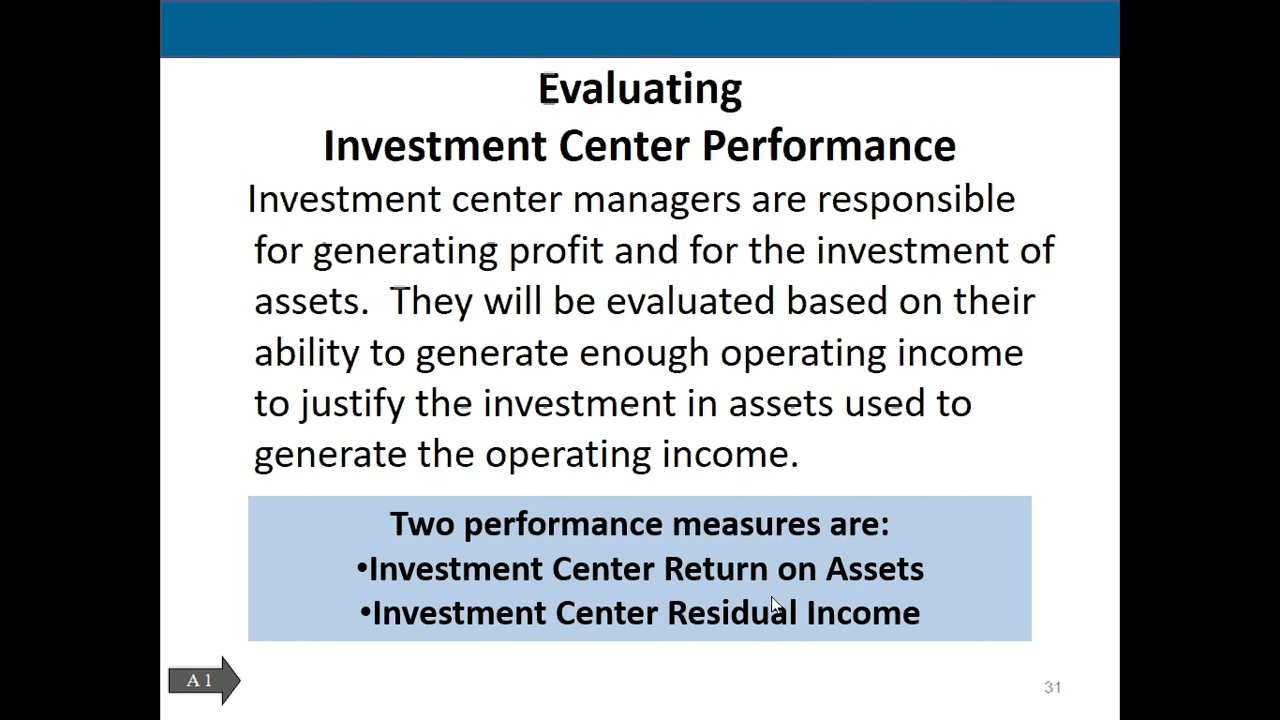 Evaluating
Investment Center Performance
Investment center managers are responsible
for generating profit and for the investment of
assets.  They will be evaluated based on their
ability to generate enough operating income
to justify the investment in assets used to
generate the operating income.
Two performance measures are:
•Investment Center Return on Assets
•Investment Center Residual Income
A 1
31